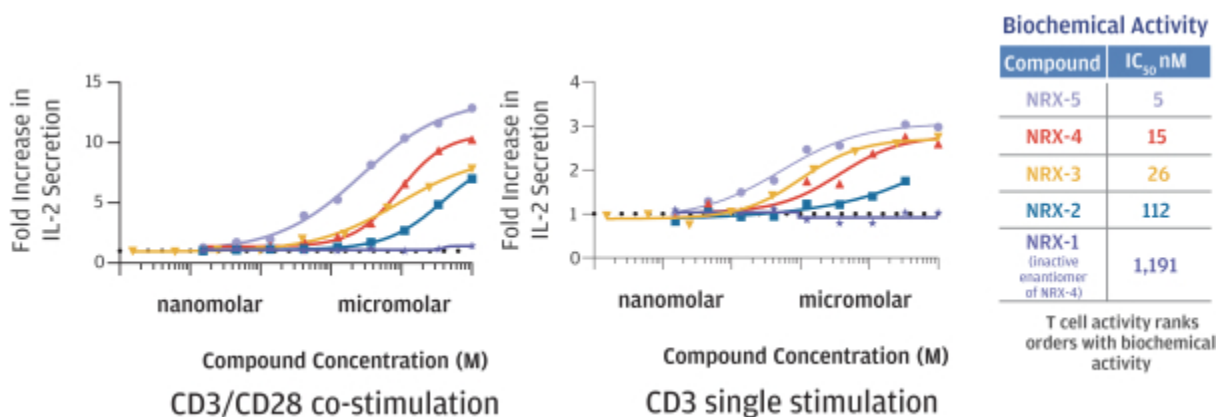 Fold Increase in
IL-2 Secretion
15
10
5
0
nanomolar
micromolar
Compound Concentration (M)
CD3/CD28 co-stimulation
Fold Increase in
IL-2 Secretion
4
3
2
1
0
nanomolar
micromolar
Compound Concentration (M)
CD3 single stimulation
Biochemical Activity
Compound IC50 nM
NRX-5 5
NRX-4 15
NRX-3 26
NRX-2 112
NRX-1
(inactive
enantiomer
of NRX-4)
1,191
T cell activity ranks
orders with biochemical
activity